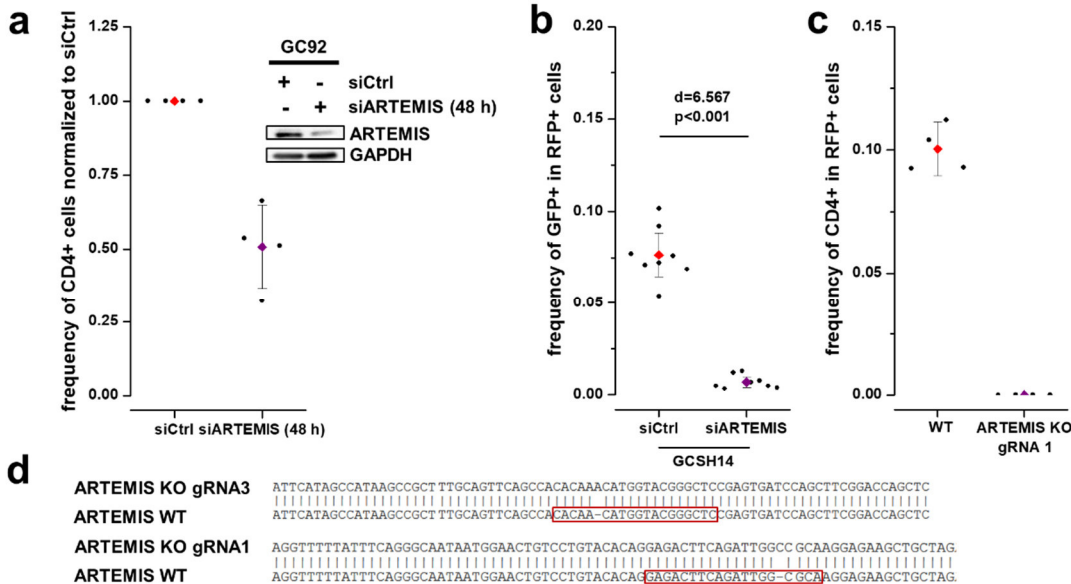 a
frequency of CD4+ cells normalized to siCtrl
1.25
1.00
0.75
0.50
0.25
0.00
GC92
+ - siCtrl
- + siARTEMIS (48 h)
ARTEMIS
GAPDH
siCtrl siARTEMIS (48 h)
b
frequency of GFP+ in RFP+ cells
0.20
0.15
0.10
0.05
0.00
d=6.567
p<0.001
siCtrl siARTEMIS
GCSH14
c
frequency of CD4+ in RFP+ cells
0.15
0.10
0.05
0.00
WT ARTEMIS KO
gRNA 1
d
ARTEMIS KO gRNA3 ATTCATAGCCATAAGCCGCTTTGCAGTTCAGCCACACAAACATGGTACGGGCTCCGAGTGATCCAGCTTCGGACCAGCTC
ARTEMIS WT ATTCATAGCCATAAGCCGCTTTGCAGTTCAGCCACACAA-CATGGTACGGGCTCCGAGTGATCCAGCTTCGGACCAGCTC
ARTEMIS KO gRNA1 AGGTTTTTATTTCAGGGCAATAATGGAACTGTCCTGTACACAGGAGACTTCAGATTGGCCGCAAGGAGAAGCTGCTAG.
ARTEMIS WT AGGTTTTTATTTCAGGGCAATAATGGAACTGTCCTGTACACAGGAGACTTCAGATTGG-CGCAAGGAGAAGCTGCTAG.